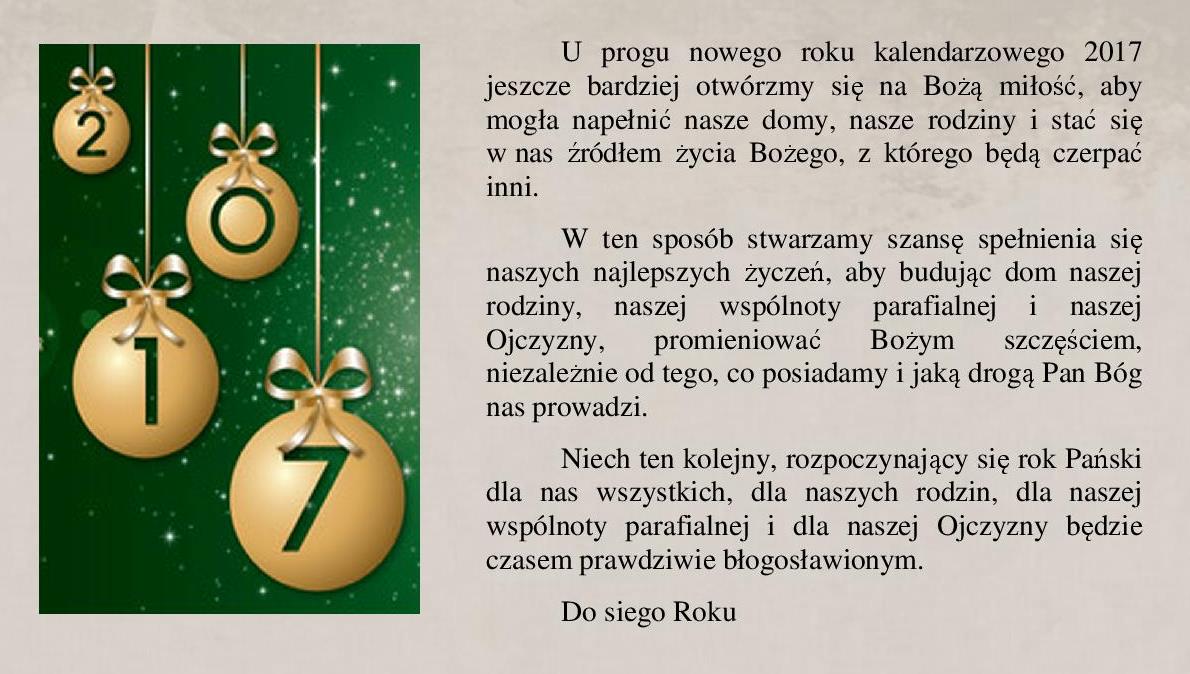 2
0
1
7
U progu nowego roku kalendarzowego 2017
jeszcze bardziej otwórzmy się na Bożą miłość, aby
mogła napełnić nasze domy, nasze rodziny i stać się
w nas źródłem życia Bożego, z którego będą czerpać
inni.
W ten sposób stwarzamy szansę spełnienia się
naszych najlepszych życzeń, aby budując dom naszej
rodziny, naszej wspólnoty parafialnej i naszej
Ojczyzny, promieniować Bożym szczęściem,
niezależnie od tego, co posiadamy i jaką drogą Pan Bóg
nas prowadzi.
Niech ten kolejny, rozpoczynający się rok Pański
dla nas wszystkich, dla naszych rodzin, dla naszej
wspólnoty parafialnej i dla naszej Ojczyzny będzie
czasem prawdziwie błogosławionym.
Do siego Roku